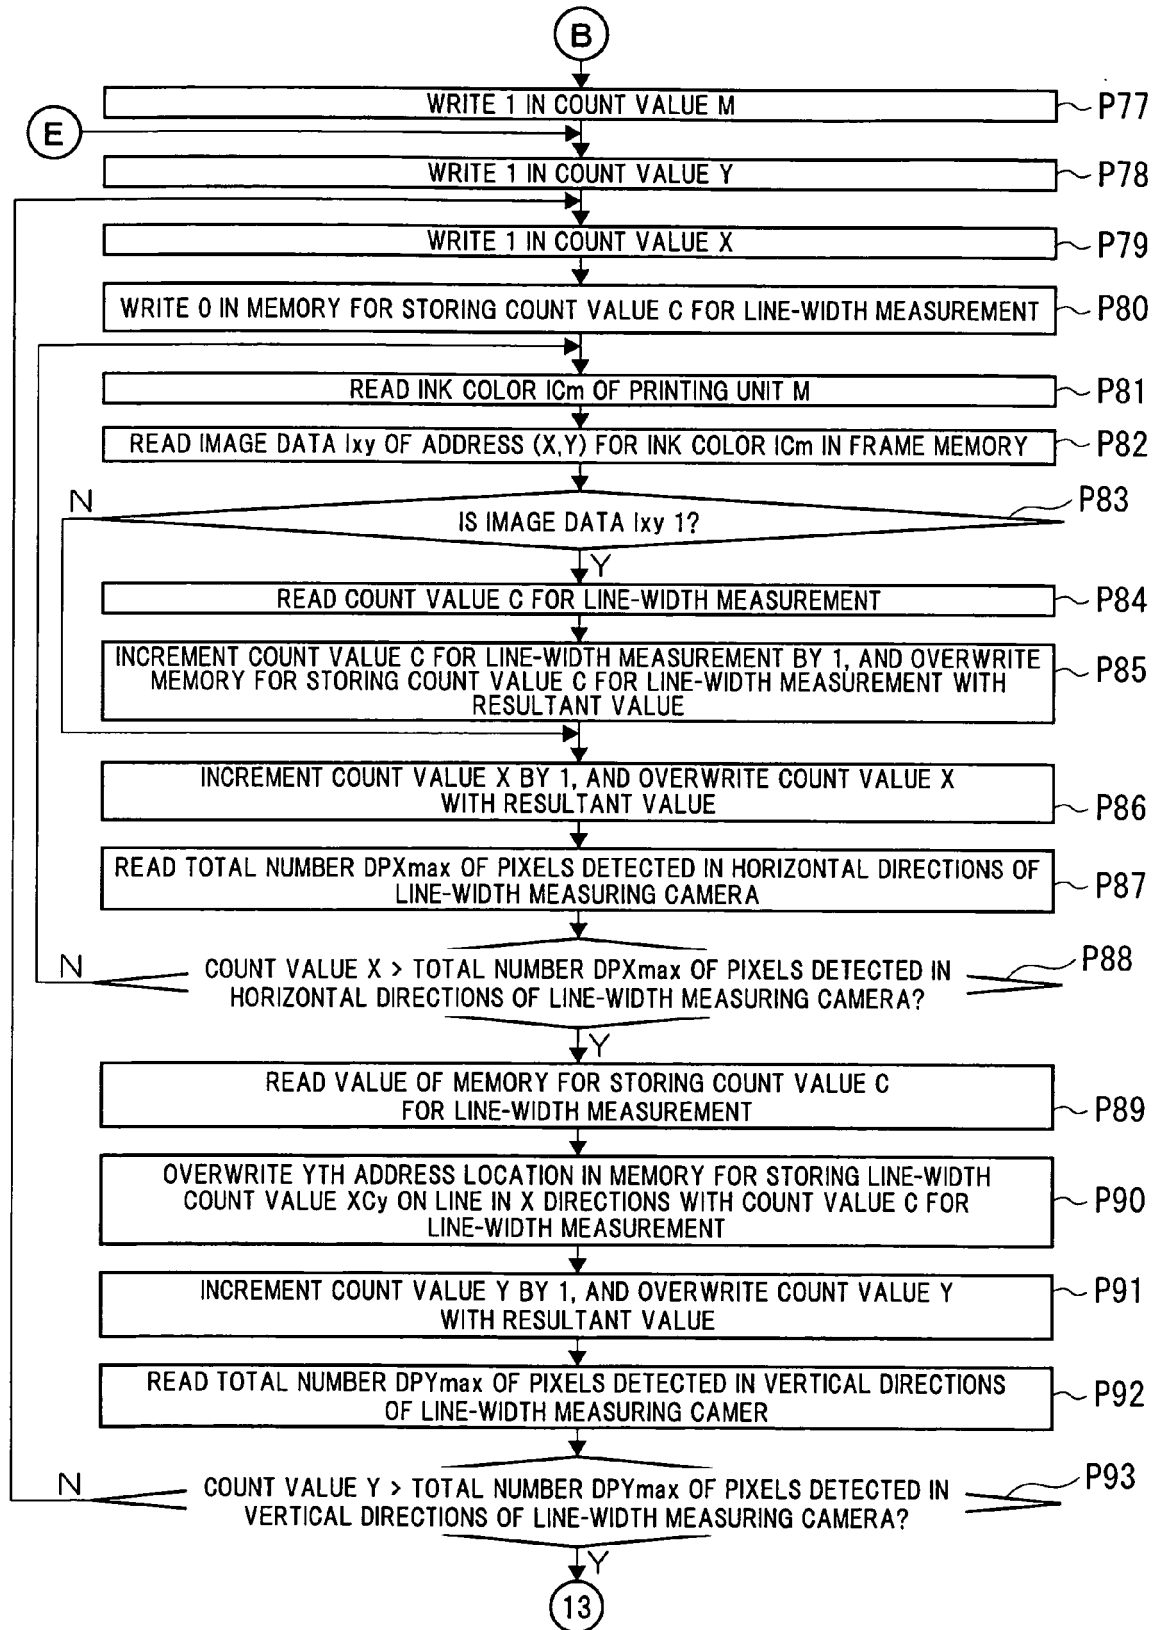 B
WRITE 1 IN COUNT VALUE M
P77
E
WRITE 1 IN COUNT VALUE Y
P78
WRITE 1 IN COUNT VALUE X
P79
WRITE 0 IN MEMORY FOR STORING COUNT VALUE C FOR LINE-WIDTH MEASUREMENT
P80
READ INK COLOR ICm OF PRINTING UNIT M
P81
READ IMAGE DATA Ixy OF ADDRESS (X,Y) FOR INK COLOR ICm IN FRAME MEMORY
P82
N
IS IMAGE DATA Ixy 1?
P83
Y
READ COUNT VALUE C FOR LINE-WIDTH MEASUREMENT
P84
INCREMENT COUNT VALUE C FOR LINE-WIDTH MEASUREMENT BY 1, AND OVERWRITE
MEMORY FOR STORING COUNT VALUE C FOR LINE-WIDTH MEASUREMENT WITH
RESULTANT VALUE
P85
INCREMENT COUNT VALUE X BY 1, AND OVERWRITE COUNT VALUE X
WITH RESULTANT VALUE
P86
READ TOTAL NUMBER DPXmax OF PIXELS DETECTED IN HORIZONTAL DIRECTIONS OF
LINE-WIDTH MEASURING CAMERA
P87
N
COUNT VALUE X > TOTAL NUMBER DPXmax OF PIXELS DETECTED IN
HORIZONTAL DIRECTIONS OF LINE-WIDTH MEASURING CAMERA?
P88
Y
READ VALUE OF MEMORY FOR STORING COUNT VALUE C
FOR LINE-WIDTH MEASUREMENT
P89
OVERWRITE YTH ADDRESS LOCATION IN MEMORY FOR STORING LINE-WIDTH
COUNT VALUE XCy ON LINE IN X DIRECTIONS WITH COUNT VALUE C FOR
LINE-WIDTH MEASUREMENT
P90
INCREMENT COUNT VALUE Y BY 1, AND OVERWRITE COUNT VALUE Y
WITH RESULTANT VALUE
P91
READ TOTAL NUMBER DPYmax OF PIXELS DETECTED IN VERTICAL DIRECTIONS
OF LINE-WIDTH MEASURING CAMER
P92
N
COUNT VALUE Y > TOTAL NUMBER DPYmax OF PIXELS DETECTED IN
VERTICAL DIRECTIONS OF LINE-WIDTH MEASURING CAMERA?
P93
Y
13